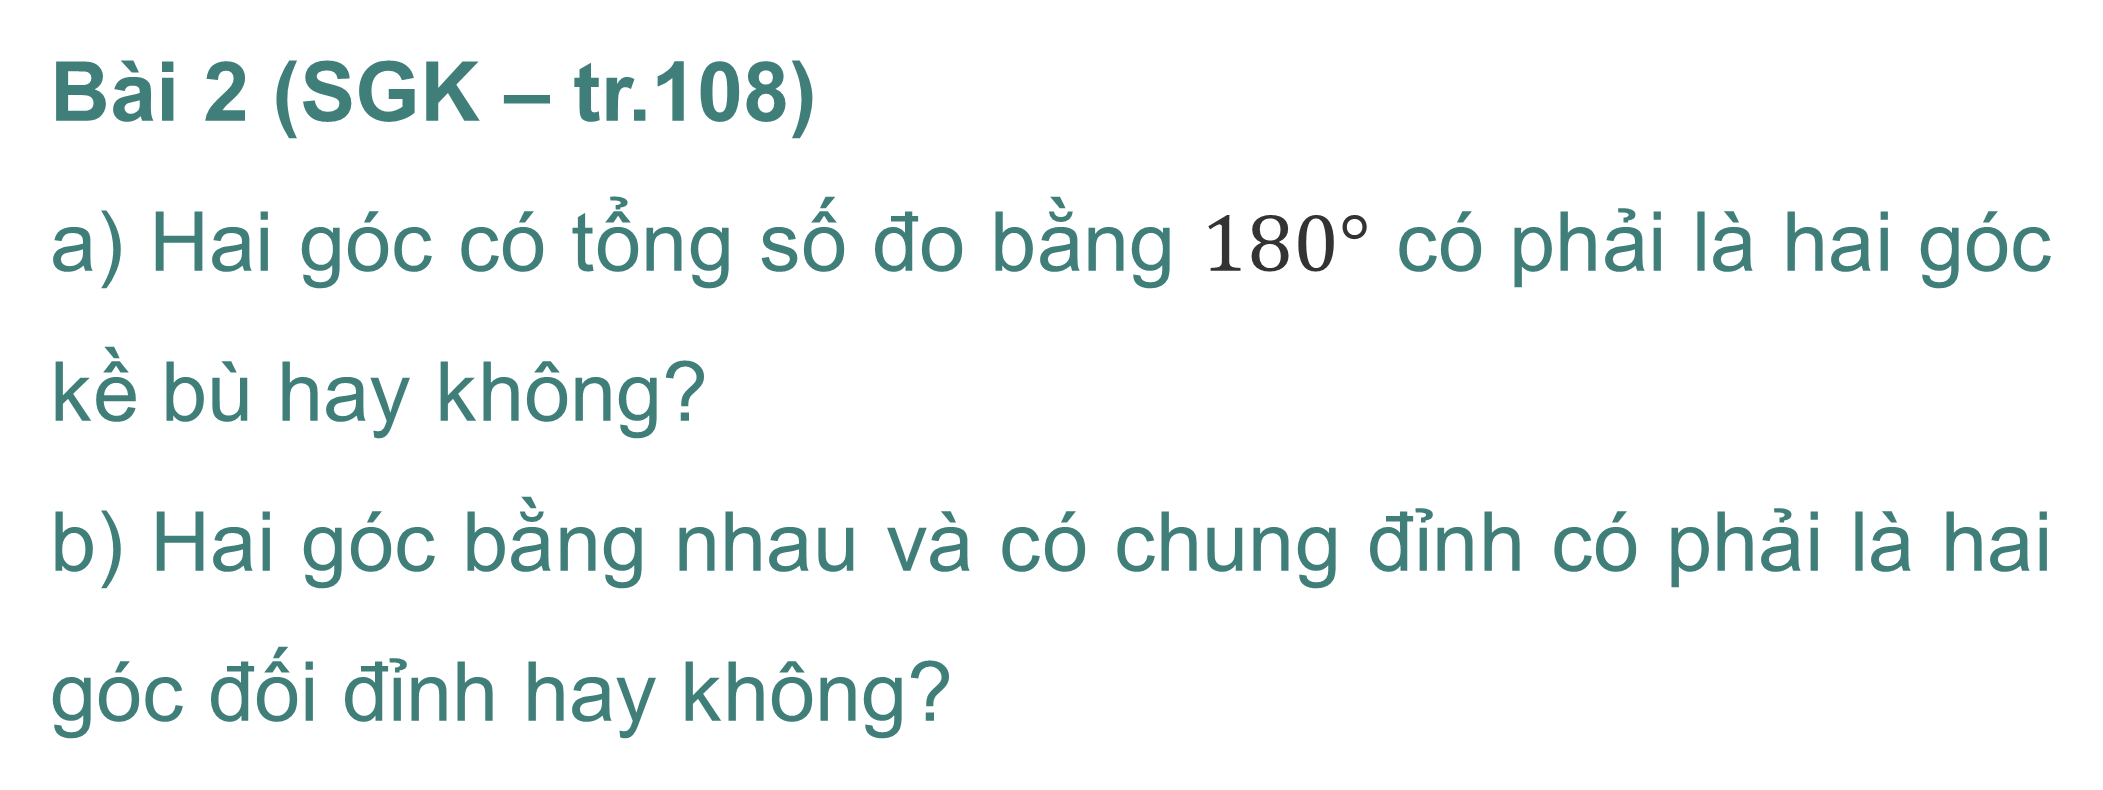 Bài 2 (SGK – tr.108)
a) Hai góc có tổng số đo bằng 180° có phải là hai góc
kề bù hay không?
b) Hai góc bằng nhau và có chung đỉnh có phải là hai
góc đối đỉnh hay không?